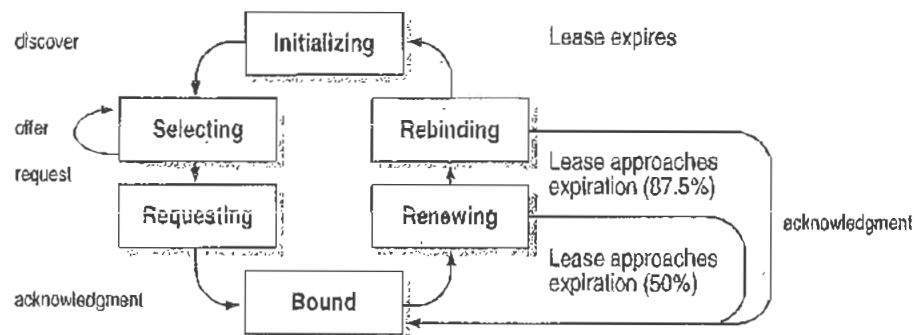 discover
Initializing
Lease expires
offer
Selecting
Rebinding
request
Lease approaches
expiration (87.5%)
Requesting
Renewing
acknowledgment
Lease approaches
expiration (50%)
acknowledgment
Bound